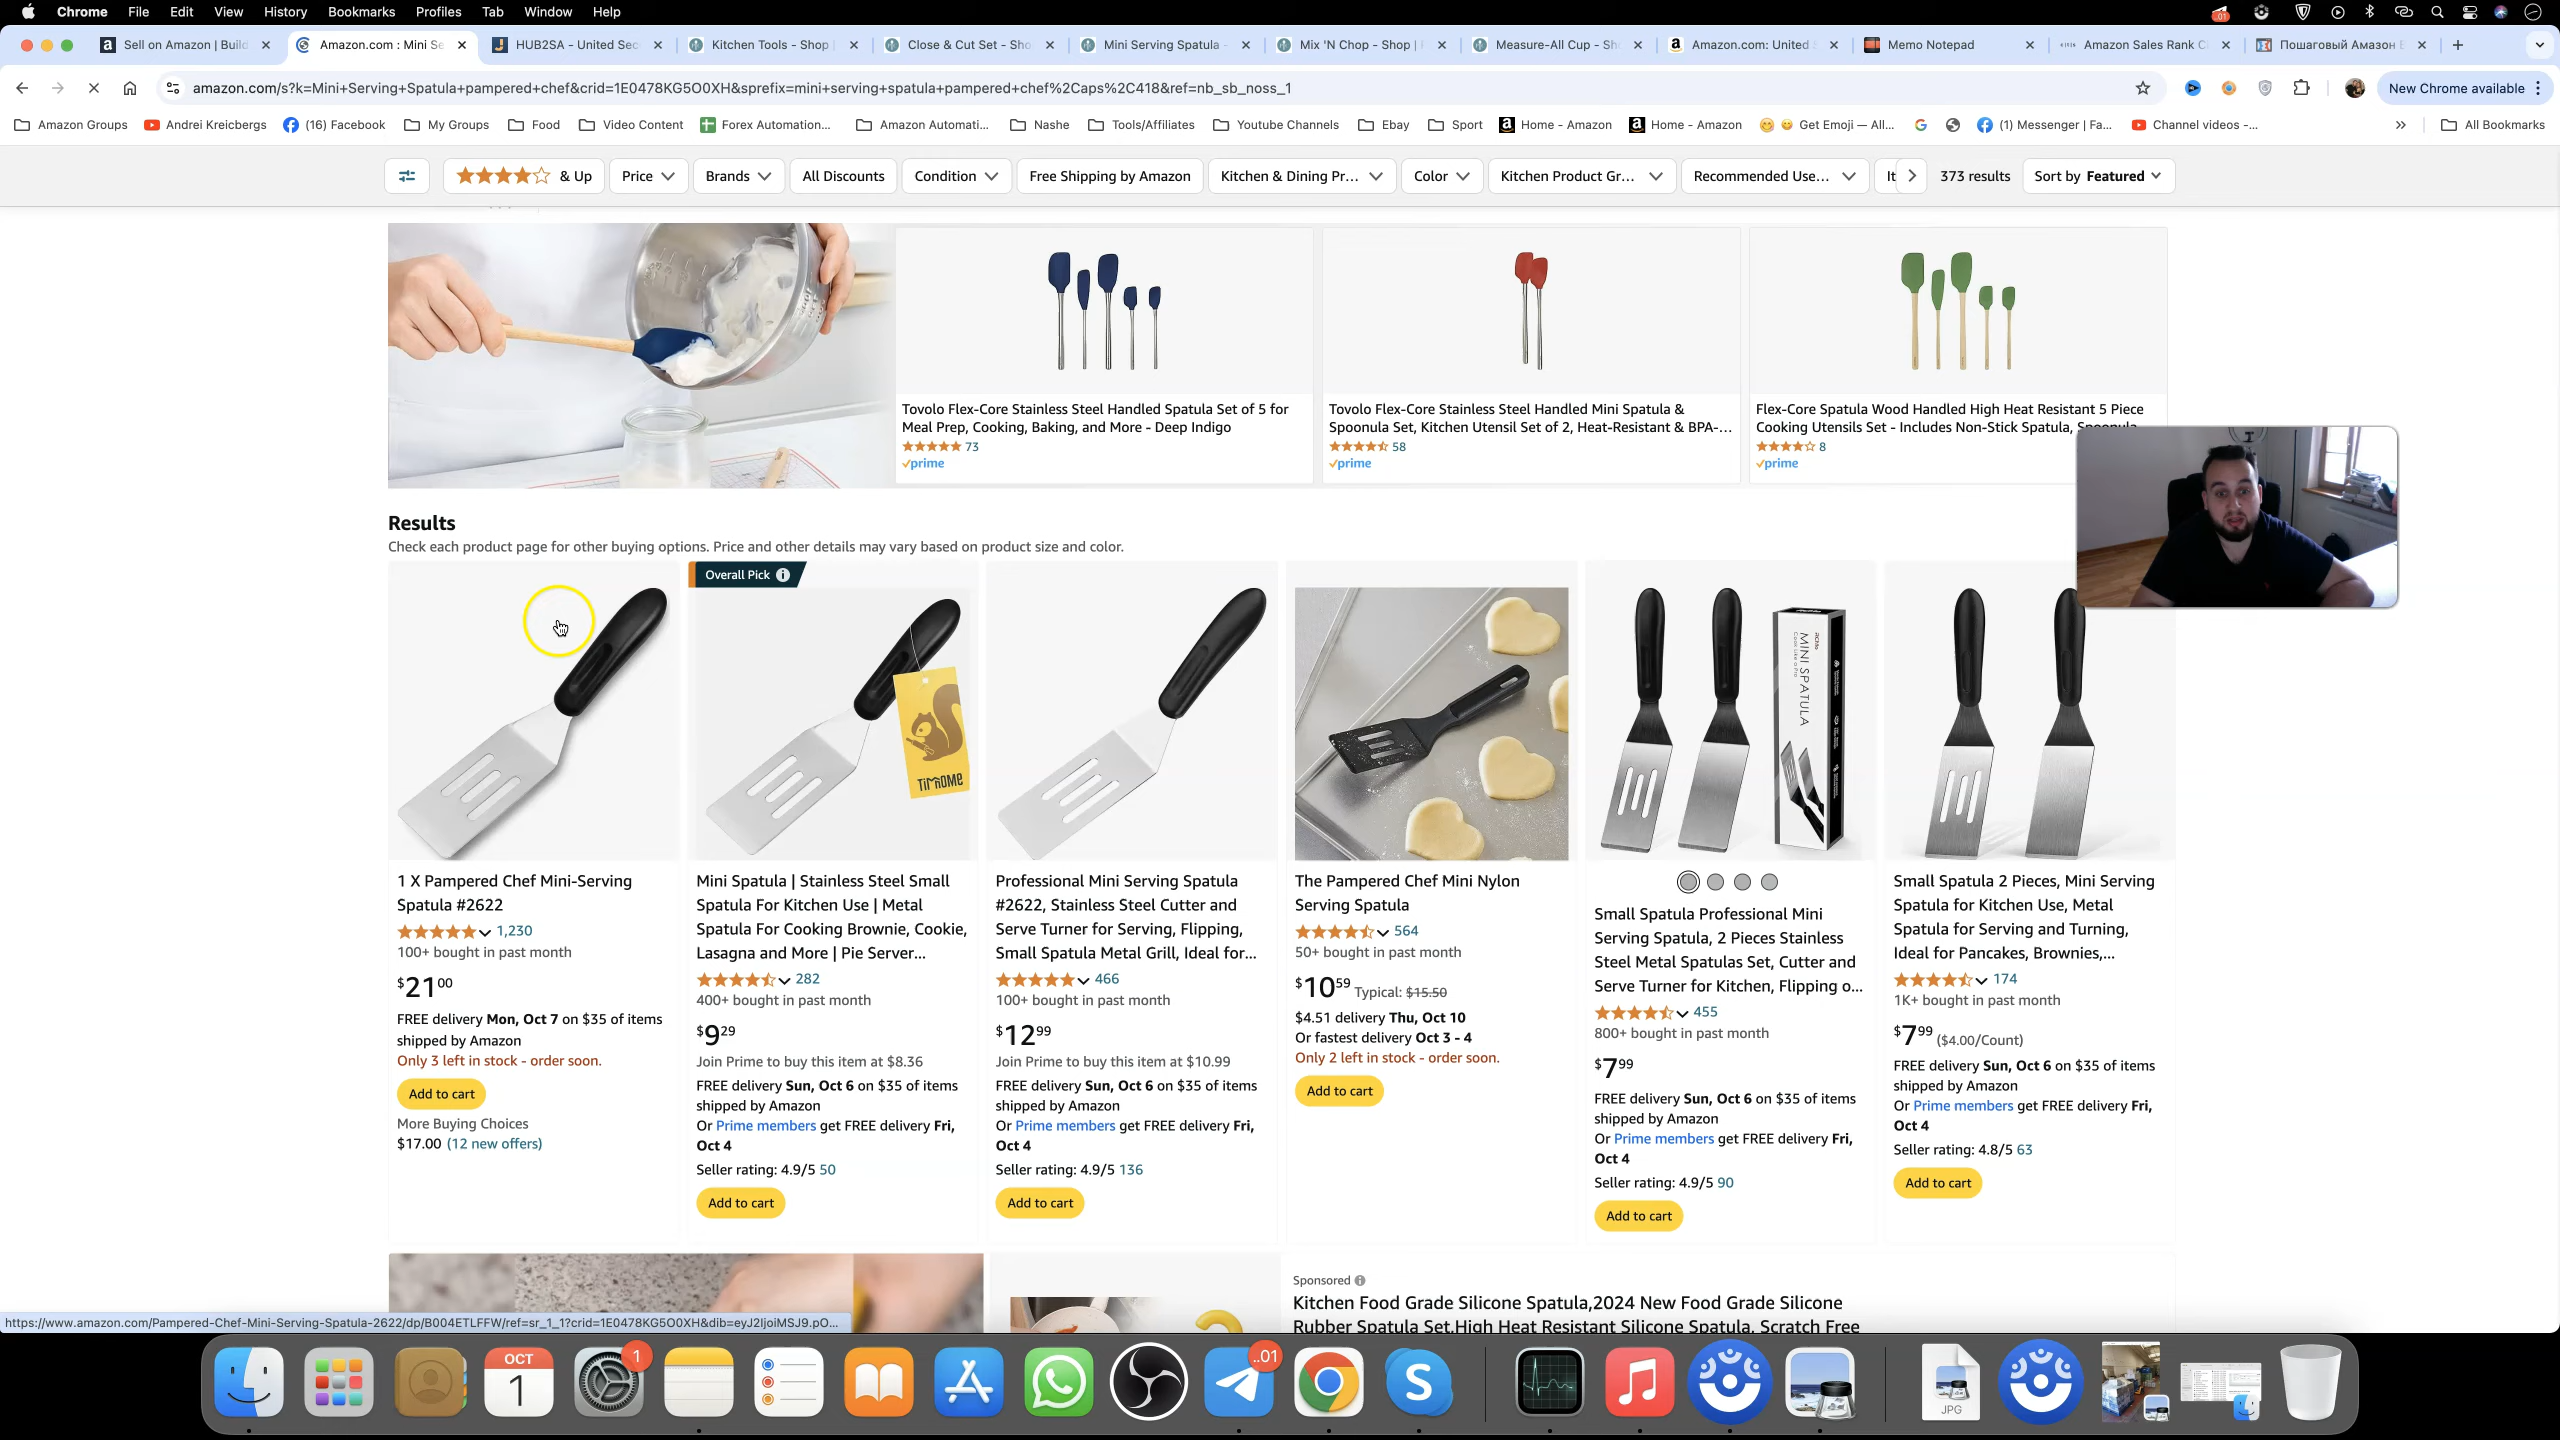 Chrome File Edit View History Bookmarks Profiles Tab Window Help
Sell on Amazon | Build
Amazon.com : Mini Se
HUB2SA - United Sec
Kitchen Tools - Shop |
Close & Cut Set - Sho
Mini Serving Spatula -
Mix 'N Chop - Shop |
Measure-All Cup - Sh
Amazon.com: United
Memo Notepad
Amazon Sales Rank C
Пошаговый Амазон
amazon.com/s?k=Mini+Serving+Spatula+pampered+chef&crid=1E0478KG5O0XH&sprefix=mini+serving+spatula+pampered+chef%2Caps%2C418&ref=nb_sb_noss_1
New Chrome available
Amazon Groups
Andrei Kreicbergs
(16) Facebook
My Groups
Food
Video Content
Forex Automation...
Amazon Automati...
Nashe
Tools/Affiliates
Youtube Channels
Ebay
Sport
Home - Amazon
Home - Amazon
Get Emoji — All...
(1) Messenger | Fa...
Channel videos -...
All Bookmarks
& Up
Price
Brands
All Discounts
Condition
Free Shipping by Amazon
Kitchen & Dining Pr...
Color
Kitchen Product Gr...
Recommended Use...
It
373 results
Sort by Featured
Tovolo Flex-Core Stainless Steel Handled Spatula Set of 5 for
Meal Prep, Cooking, Baking, and More - Deep Indigo
73
prime
Tovolo Flex-Core Stainless Steel Handled Mini Spatula &
Spoonula Set, Kitchen Utensil Set of 2, Heat-Resistant & BPA-...
58
prime
Flex-Core Spatula Wood Handled High Heat Resistant 5 Piece
Cooking Utensils Set - Includes Non-Stick Spatula, Spoonula
8
prime
Results
Check each product page for other buying options. Price and other details may vary based on product size and color.
1 X Pampered Chef Mini-Serving
Spatula #2622
1,230
100+ bought in past month
$21 00
FREE delivery Mon, Oct 7 on $35 of items
shipped by Amazon
Only 3 left in stock - order soon.
Add to cart
More Buying Choices
$17.00 (12 new offers)
Overall Pick
TIMHOME
Mini Spatula | Stainless Steel Small
Spatula For Kitchen Use | Metal
Spatula For Cooking Brownie, Cookie,
Lasagna and More | Pie Server...
282
400+ bought in past month
$9 29
Join Prime to buy this item at $8.36
FREE delivery Sun, Oct 6 on $35 of items
shipped by Amazon
Or Prime members get FREE delivery Fri,
Oct 4
Seller rating: 4.9/5 50
Add to cart
Professional Mini Serving Spatula
#2622, Stainless Steel Cutter and
Serve Turner for Serving, Flipping,
Small Spatula Metal Grill, Ideal for...
466
100+ bought in past month
$12 99
Join Prime to buy this item at $10.99
FREE delivery Sun, Oct 6 on $35 of items
shipped by Amazon
Or Prime members get FREE delivery Fri,
Oct 4
Seller rating: 4.9/5 136
Add to cart
The Pampered Chef Mini Nylon
Serving Spatula
564
50+ bought in past month
$10 59 Typical: $15.50
$4.51 delivery Thu, Oct 10
Or fastest delivery Oct 3 - 4
Only 2 left in stock - order soon.
Add to cart
MINI SPATULA
Small Spatula Professional Mini
Serving Spatula, 2 Pieces Stainless
Steel Metal Spatulas Set, Cutter and
Serve Turner for Kitchen, Flipping o...
455
800+ bought in past month
$7 99
FREE delivery Sun, Oct 6 on $35 of items
shipped by Amazon
Or Prime members get FREE delivery Fri,
Oct 4
Seller rating: 4.9/5 90
Add to cart
Small Spatula 2 Pieces, Mini Serving
Spatula for Kitchen Use, Metal
Spatula for Serving and Turning,
Ideal for Pancakes, Brownies,...
174
1K+ bought in past month
$7 99 ($4.00/Count)
FREE delivery Sun, Oct 6 on $35 of items
shipped by Amazon
Or Prime members get FREE delivery Fri,
Oct 4
Seller rating: 4.8/5 63
Add to cart
Sponsored
Kitchen Food Grade Silicone Spatula,2024 New Food Grade Silicone
Rubber Spatula Set,High Heat Resistant Silicone Spatula, Scratch Free
https://www.amazon.com/Pampered-Chef-Mini-Serving-Spatula-2622/dp/B004ETLFFW/ref=sr_1_1?crid=1E0478KG5O0XH&dib=eyJ2IjoiMSJ9.pO...
OCT
1
1
..01
S
JPG